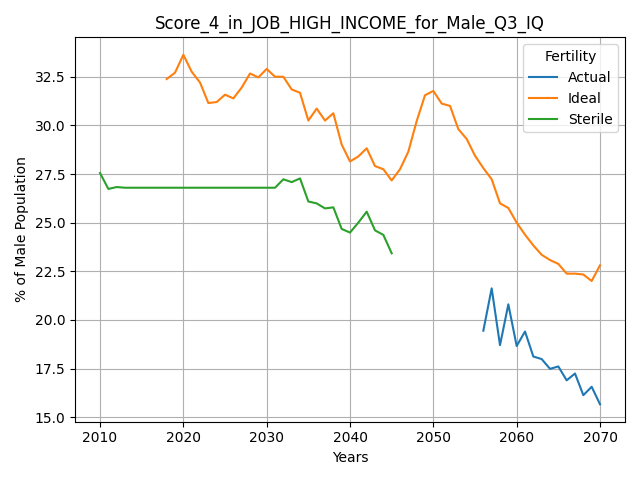 Score_4_in_JOB_HIGH_INCOME_for_Male_Q3_IQ
Fertility
Actual
Ideal
Sterile
% of Male Population
32.5
30.0
27.5
25.0
22.5
20.0
17.5
15.0
2010 2020 2030 2040 2050 2060 2070
Years